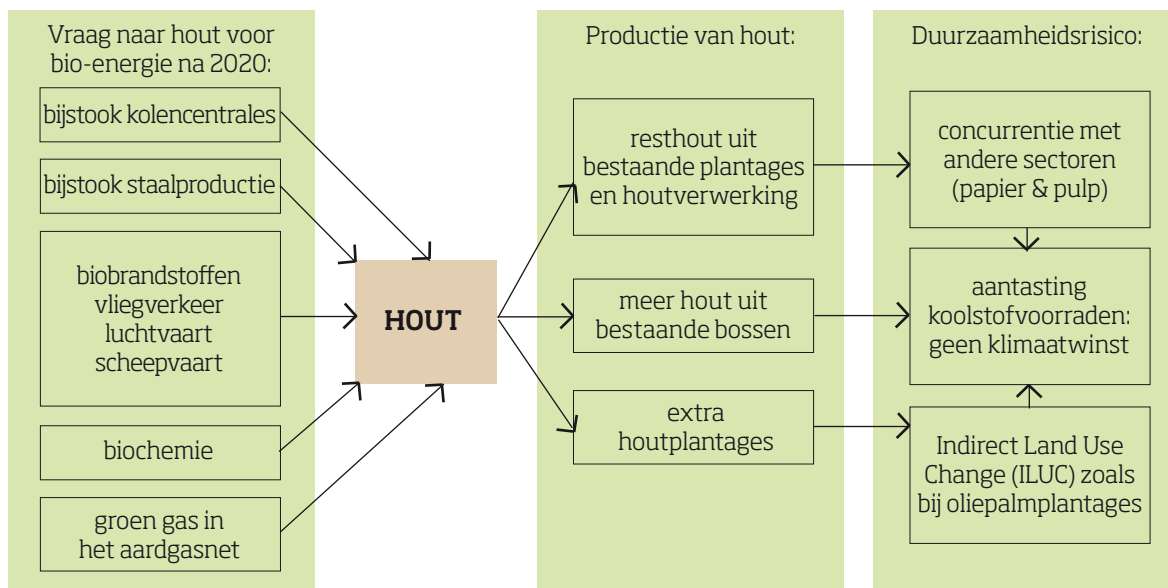 Vraag naar hout voor
bio-energie na 2020:
bijstook kolencentrales
bijstook staalproductie
biobrandstoffen
vliegverkeer
luchtvaart
scheepvaart
biochemie
groen gas in
het aardgasnet
HOUT
Productie van hout:
resthout uit
bestaande plantages
en houtverwerking
meer hout uit
bestaande bossen
extra
houtplantages
Duurzaamheidsrisico:
concurrentie met
andere sectoren
(papier & pulp)
aantasting
koolstofvoorraden:
geen klimaatwinst
Indirect Land Use
Change (ILUC) zoals
bij oliepalmplantages